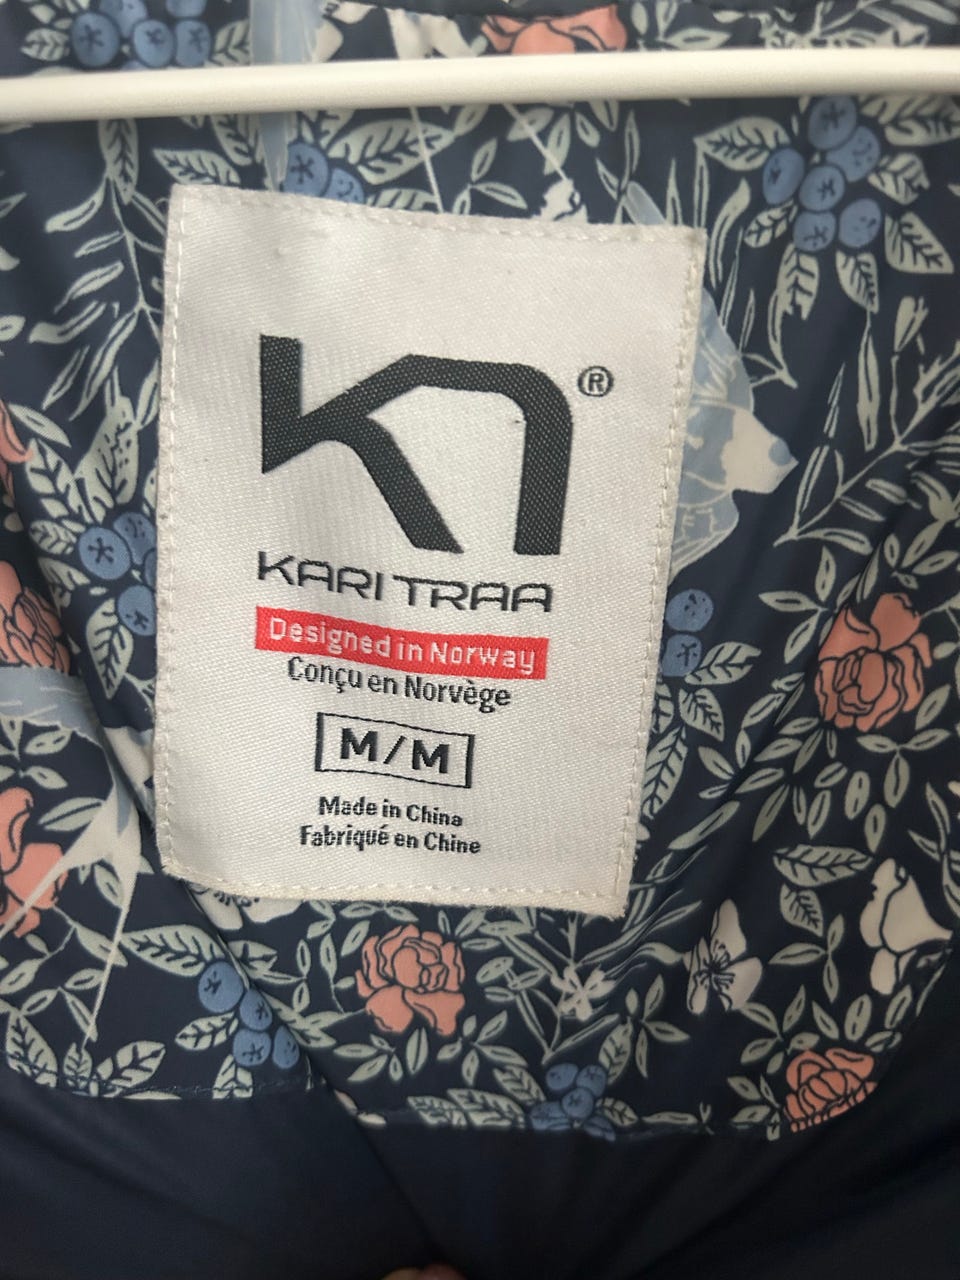 ®
KARI TRAA
Designed in Norway
Conçu en Norvège
M/M
Made in China
Fabriqué en Chine